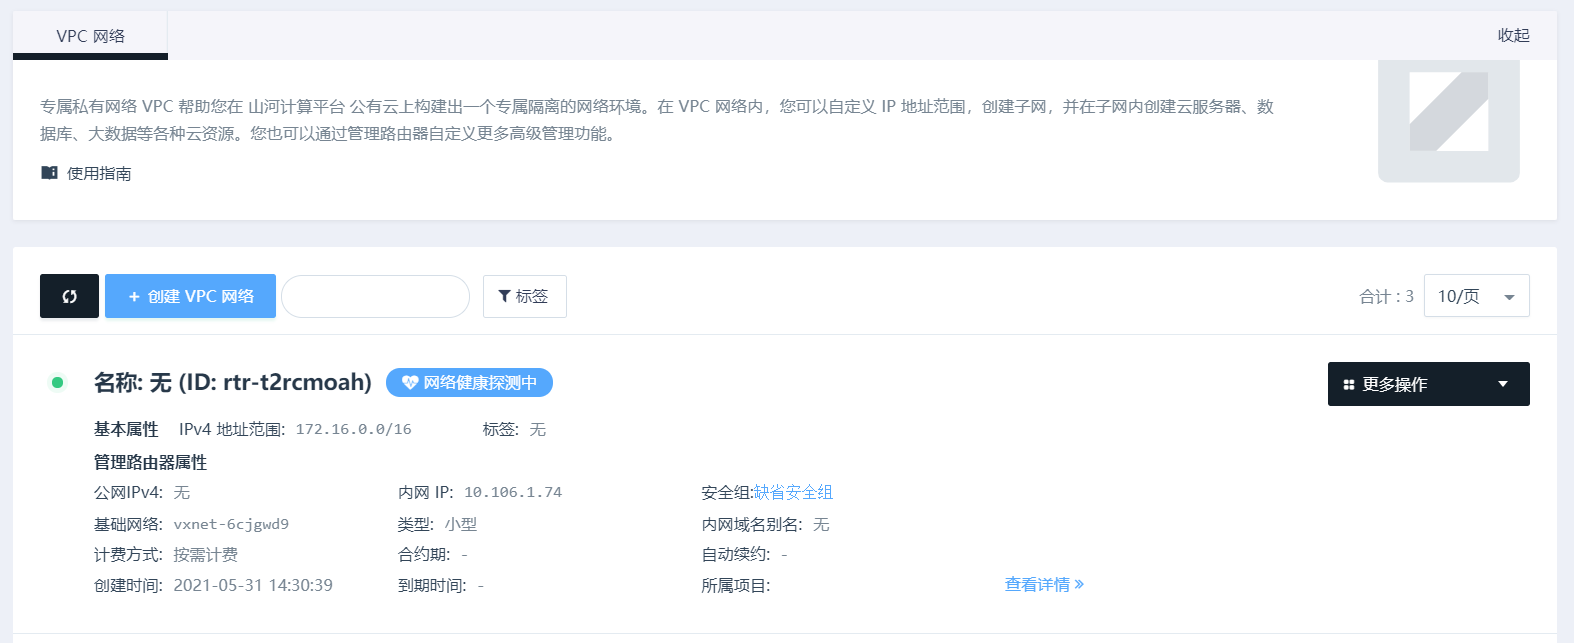 VPC 网络
收起
专属私有网络 VPC 帮助您在 山河计算平台 公有云上构建出一个专属隔离的网络环境。在 VPC 网络内，您可以自定义 IP 地址范围，创建子网，并在子网内创建云服务器、数
据库、大数据等各种云资源。您也可以通过管理路由器自定义更多高级管理功能。
使用指南
+ 创建 VPC 网络 标签 合计 : 3 10/页
名称: 无 (ID: rtr-t2rcmoah) 网络健康探测中 更多操作
基本属性 IPv4 地址范围: 172.16.0.0/16 标签: 无
管理路由器属性
公网IPv4: 无 内网 IP: 10.106.1.74 安全组:缺省安全组
基础网络: vxnet-6cjgwd9 类型: 小型 内网域名别名: 无
计费方式: 按需计费 合约期: - 自动续约: -
创建时间: 2021-05-31 14:30:39 到期时间: - 所属项目: 查看详情 »